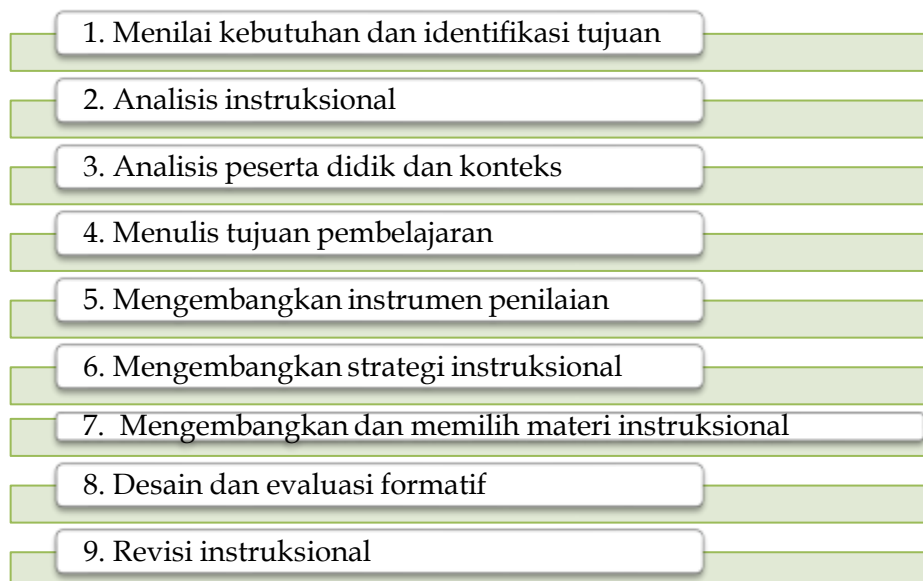 1. Menilai kebutuhan dan identifikasi tujuan
2. Analisis instruksional
3. Analisis peserta didik dan konteks
4. Menulis tujuan pembelajaran
5. Mengembangkan instrumen penilaian
6. Mengembangkan strategi instruksional
7. Mengembangkan dan memilih materi instruksional
8. Desain dan evaluasi formatif
9. Revisi instruksional